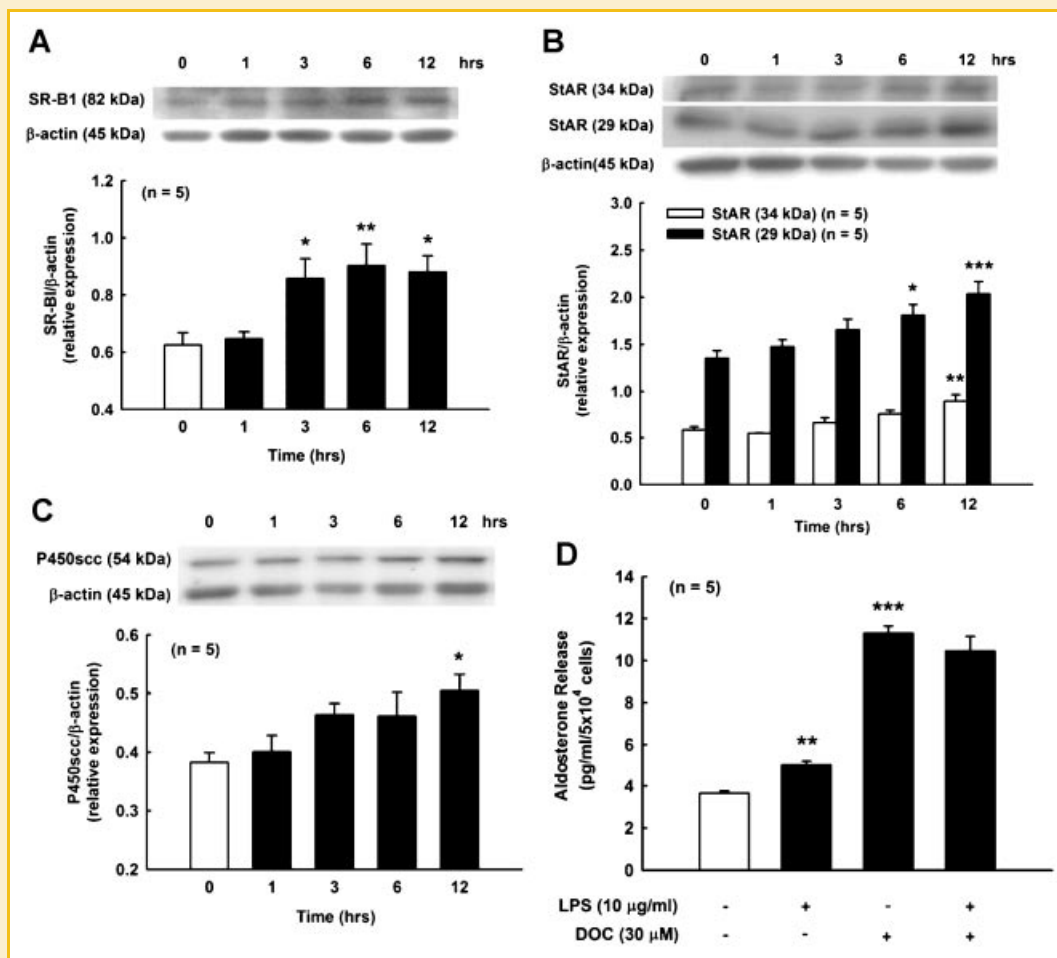 A
0 1 3 6 12 hrs
SR-B1 (82 kDa)
β-actin (45 kDa)
(n = 5)
SR-BI/β-actin
(relative expression)
1.2
1.0
0.8
0.6
0.4
* ** *
0 1 3 6 12
Time (hrs)
B
0 1 3 6 12 hrs
StAR (34 kDa)
StAR (29 kDa)
β-actin(45 kDa)
StAR (34 kDa) (n = 5)
StAR (29 kDa) (n = 5)
StAR/β-actin
(relative expression)
3.0
2.5
2.0
1.5
1.0
0.5
0.0
* ** ***
0 1 3 6 12
Time (hrs)
C
0 1 3 6 12 hrs
P450scc (54 kDa)
β-actin (45 kDa)
(n = 5)
P450scc/β-actin
(relative expression)
0.6
0.5
0.4
0.3
0.2
*
0 1 3 6 12
Time (hrs)
D
(n = 5)
Aldosterone Release
(pg/ml/5x10⁴ cells)
14
12
10
8
6
4
2
0
** ***
LPS (10 μg/ml) - + - +
DOC (30 μM) - - + +